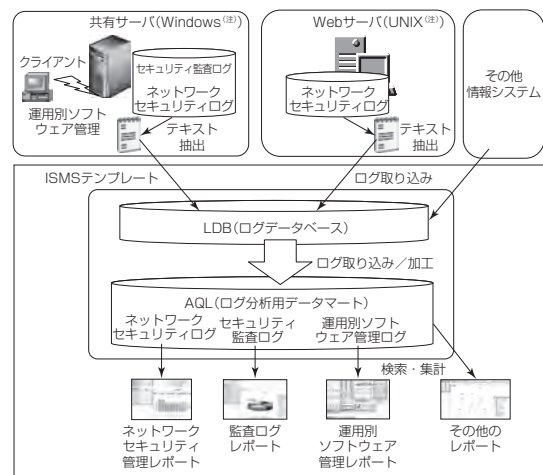 共有サーバ(Windows(注))
クライアント
運用別ソフト
ウェア管理
セキュリティ監査ログ
ネットワーク
セキュリティログ
テキスト
抽出
Webサーバ(UNIX(注))
ネットワーク
セキュリティログ
テキスト
抽出
その他
情報システム
ISMSテンプレート
ログ取り込み
LDB(ログデータベース)
ログ取り込み/加工
AQL(ログ分析用データマート)
ネットワーク
セキュリティログ
セキュリティ
監査ログ
運用別ソフト
ウェア管理ログ
検索・集計
ネットワーク
セキュリティ
管理レポート
監査ログ
レポート
運用別
ソフトウェア
管理レポート
その他の
レポート